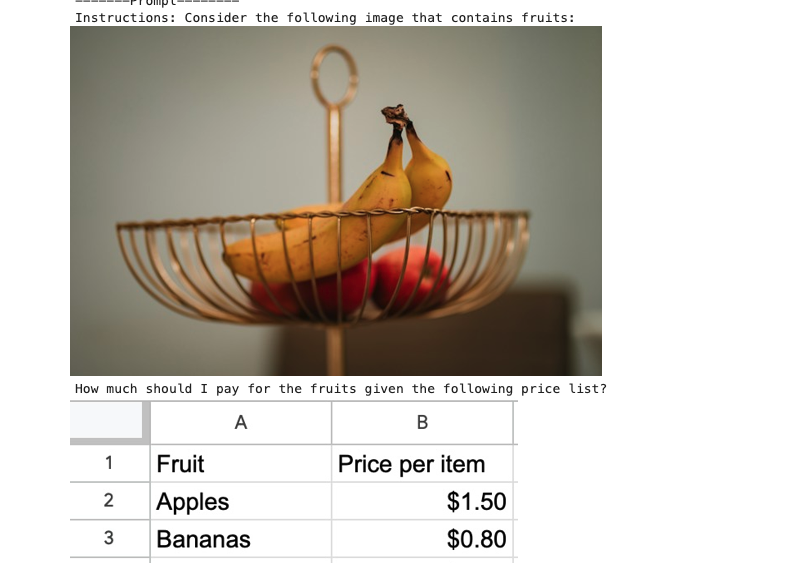 =======Prompt========
Instructions: Consider the following image that contains fruits:
How much should I pay for the fruits given the following price list?
A B
1 Fruit Price per item
2 Apples $1.50
3 Bananas $0.80